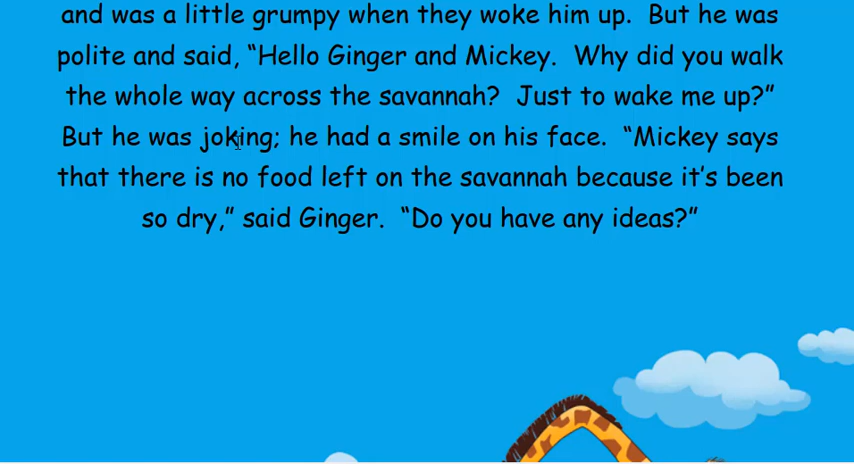 and was a little grumpy when they woke him up.  But he was
polite and said, “Hello Ginger and Mickey.  Why did you walk
the whole way across the savannah?  Just to wake me up?”
But he was joking; he had a smile on his face.  “Mickey says
that there is no food left on the savannah because it’s been
so dry,” said Ginger.  “Do you have any ideas?”